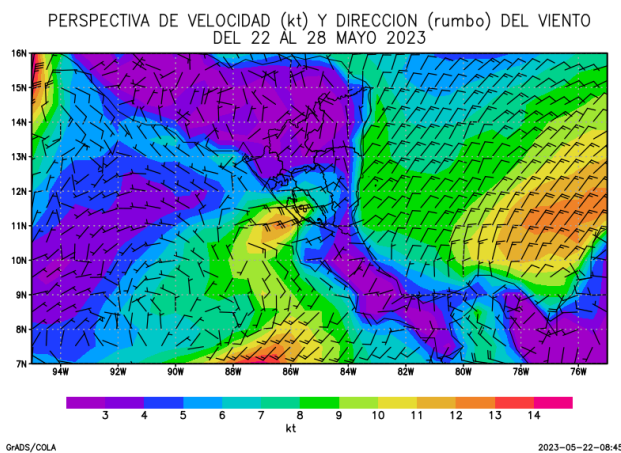 PERSPECTIVA DE VELOCIDAD (kt) Y DIRECCION (rumbo) DEL VIENTO
DEL 22 AL 28 MAYO 2023
16N
15N
14N
13N
12N
11N
10N
9N
8N
7N
94W 92W 90W 88W 86W 84W 82W 80W 78W 76W
3 4 5 6 7 8 9 10 11 12 13 14
kt
GrADS/COLA 2023-05-22-08:45